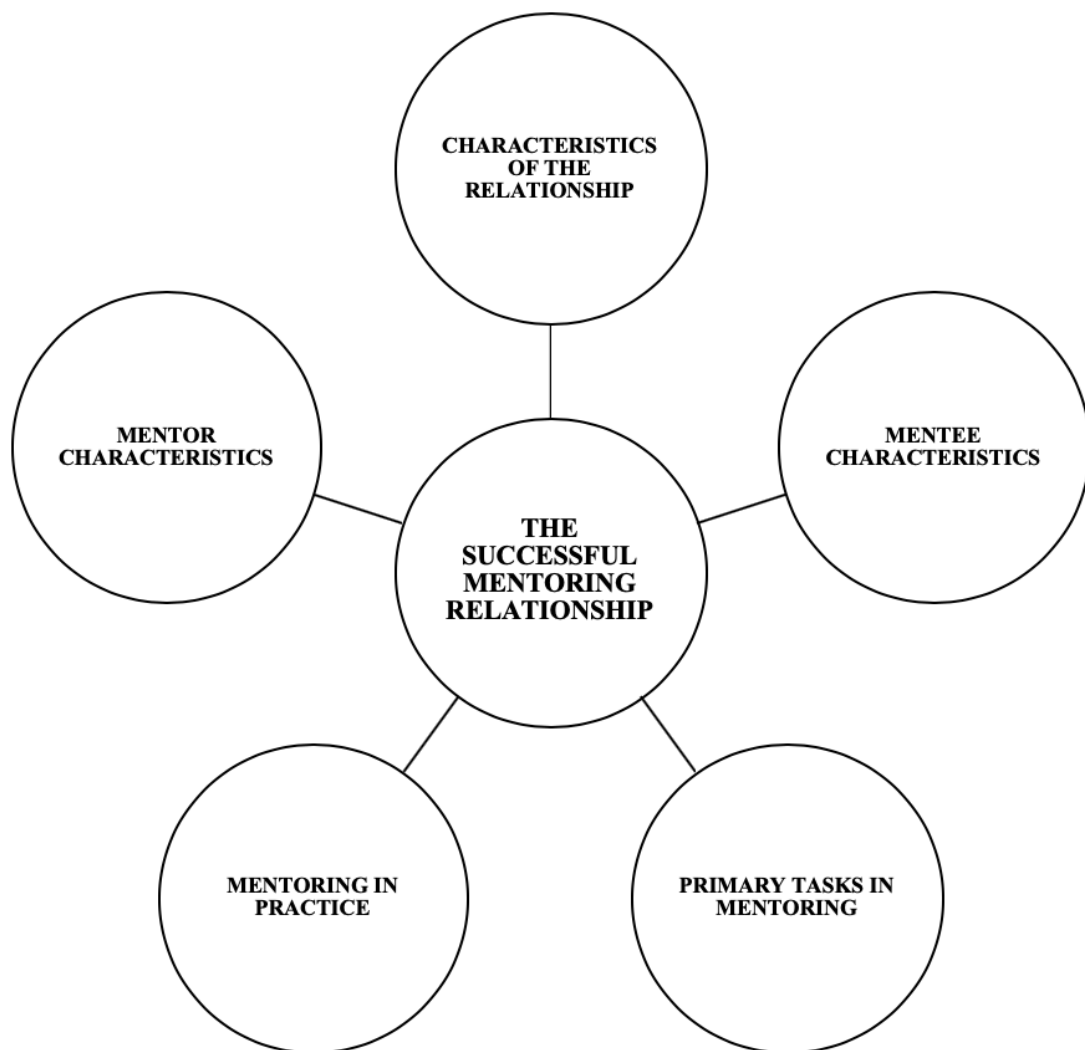 CHARACTERISTICS
OF THE
RELATIONSHIP
MENTOR
CHARACTERISTICS
MENTEE
CHARACTERISTICS
THE
SUCCESSFUL
MENTORING
RELATIONSHIP
MENTORING IN
PRACTICE
PRIMARY TASKS IN
MENTORING